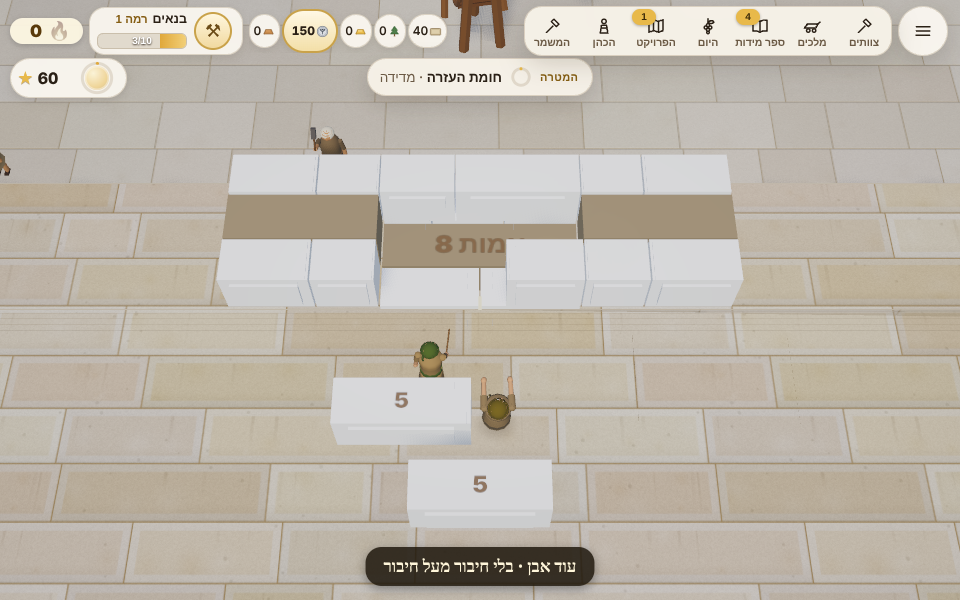 צוותים
מלכים
ספר מידות
4
היום
הפרויקט
1
הכהן
המשמר
40
0
0
150
0
בנאים רמה 1
3/10
0
60
המטרה
חומת העזרה · מדידה
8
5
5
עוד אבן · בלי חיבור מעל חיבור